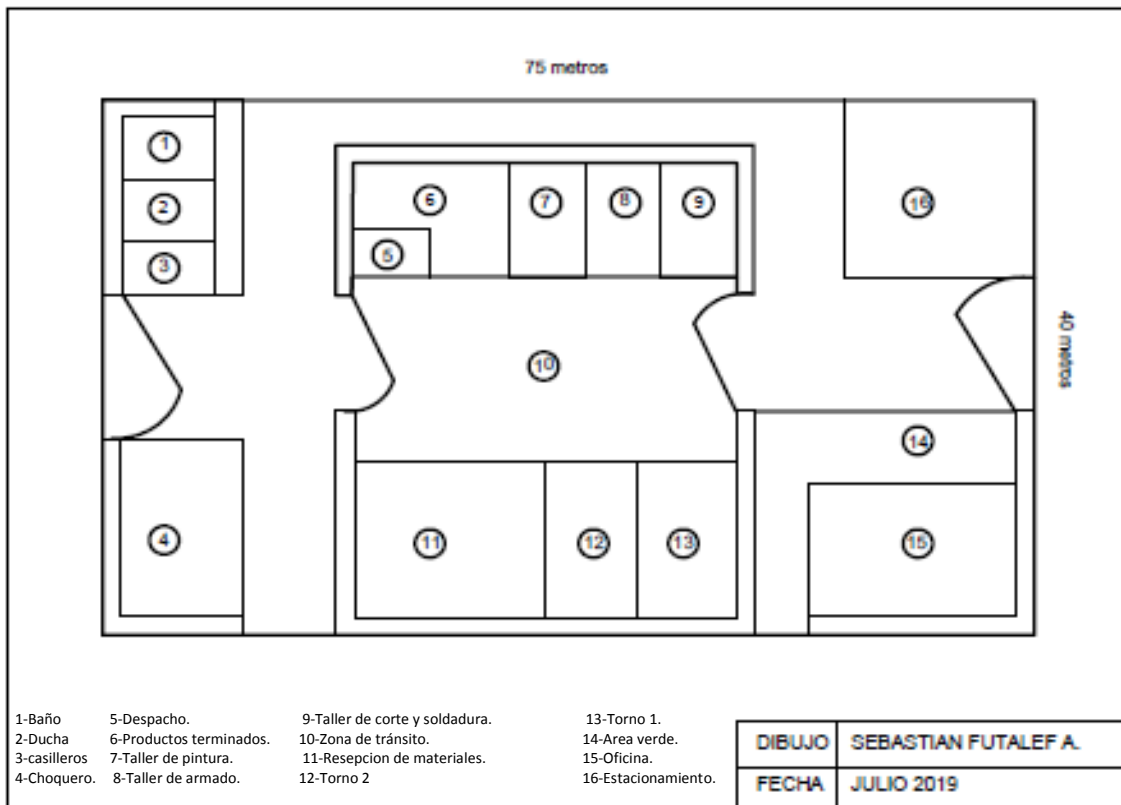 75 metros
1
2
3
4
5
6
7
8
9
10
11
12
13
14
15
16
40 metros
1-Baño 5-Despacho. 9-Taller de corte y soldadura. 13-Torno 1.
2-Ducha 6-Productos terminados. 10-Zona de tránsito. 14-Area verde.
3-casilleros 7-Taller de pintura. 11-Resepcion de materiales. 15-Oficina.
4-Choquero. 8-Taller de armado. 12-Torno 2 16-Estacionamiento.
DIBUJO SEBASTIAN FUTALEF A.
FECHA JULIO 2019